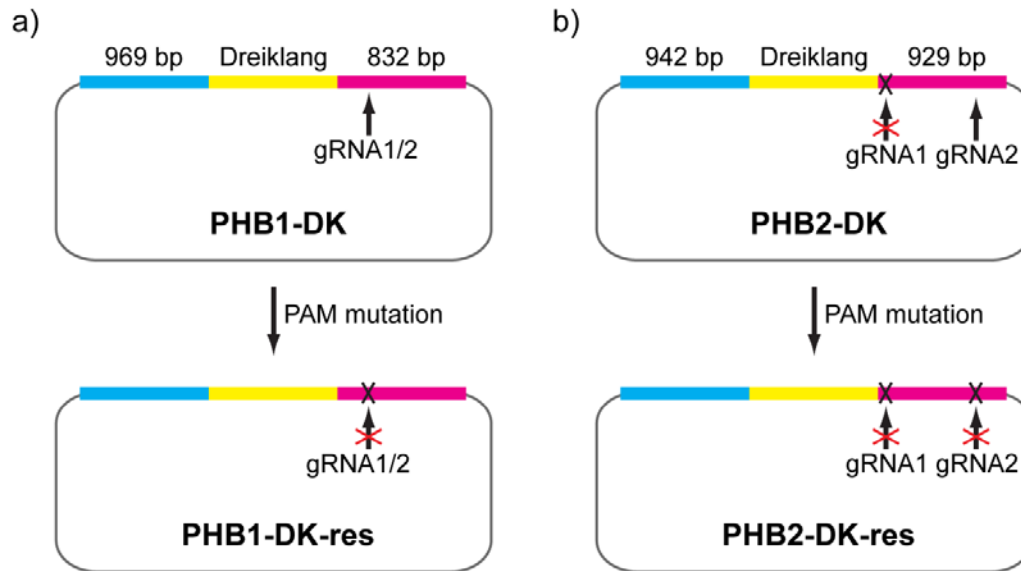 a)
969 bp Dreiklang 832 bp
gRNA1/2
PHB1-DK
PAM mutation
X
gRNA1/2
PHB1-DK-res
b)
942 bp Dreiklang 929 bp
X
gRNA1 gRNA2
PHB2-DK
PAM mutation
X X
gRNA1 gRNA2
PHB2-DK-res